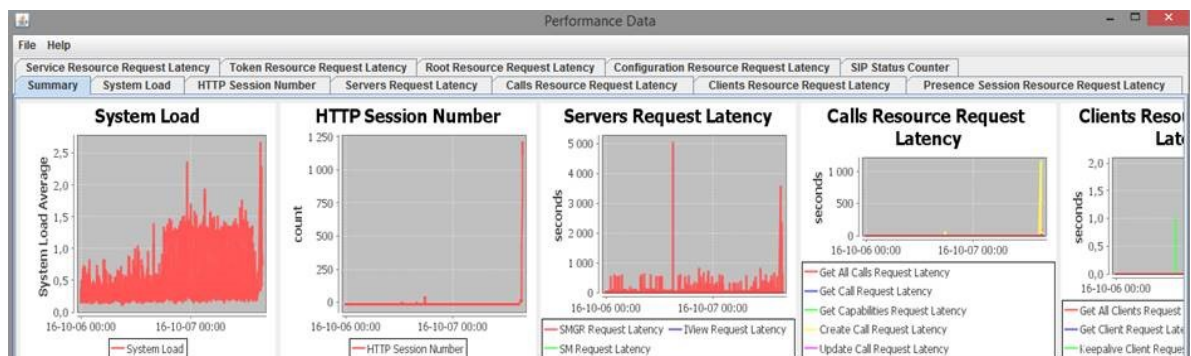 Performance Data
File Help
Service Resource Request Latency Token Resource Request Latency Root Resource Request Latency Configuration Resource Request Latency SIP Status Counter
Summary System Load HTTP Session Number Servers Request Latency Calls Resource Request Latency Clients Resource Request Latency Presence Session Resource Request Latency
System Load
System Load Average
2,5
2,0
1,5
1,0
0,5
0,0
16-10-06 00:00 16-10-07 00:00
System Load
HTTP Session Number
count
1 250
1 000
750
500
250
0
16-10-06 00:00 16-10-07 00:00
HTTP Session Number
Servers Request Latency
seconds
5 000
4 000
3 000
2 000
1 000
0
16-10-06 00:00 16-10-07 00:00
SMGR Request Latency IView Request Latency
SM Request Latency
Calls Resource Request
Latency
seconds
1 000
500
0
16-10-06 00:00 16-10-07 00:00
Get All Calls Request Latency
Get Call Request Latency
Get Capabilities Request Latency
Create Call Request Latency
Update Call Request Latency
Clients Resou
Lat
seconds
2,0
1,5
1,0
0,5
0,0
16-10-06 00:00
Get All Clients Request
Get Client Request Late
Keepalive Client Reque